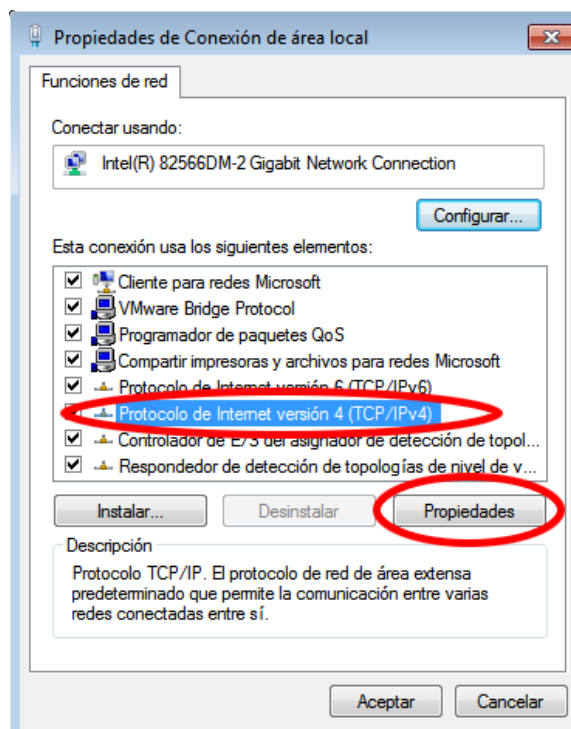 Propiedades de Conexión de área local
Funciones de red
Conectar usando:
Intel(R) 82566DM-2 Gigabit Network Connection
Configurar...
Esta conexión usa los siguientes elementos:
Cliente para redes Microsoft
VMware Bridge Protocol
Programador de paquetes QoS
Compartir impresoras y archivos para redes Microsoft
Protocolo de Internet versión 6 (TCP/IPv6)
Protocolo de Internet versión 4 (TCP/IPv4)
Controlador de E/S del asignador de detección de topol...
Respondedor de detección de topologías de nivel de v...
Instalar...
Desinstalar
Propiedades
Descripción
Protocolo TCP/IP. El protocolo de red de área extensa
predeterminado que permite la comunicación entre varias
redes conectadas entre sí.
Aceptar
Cancelar